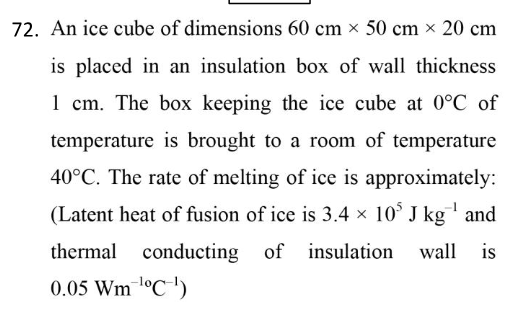 72. An ice cube of dimensions 60 cm × 50 cm × 20 cm
is placed in an insulation box of wall thickness
1 cm. The box keeping the ice cube at 0°C of
temperature is brought to a room of temperature
40°C. The rate of melting of ice is approximately:
(Latent heat of fusion of ice is 3.4 × 10⁵ J kg⁻¹ and
thermal conducting of insulation wall is
0.05 Wm⁻¹°C⁻¹)